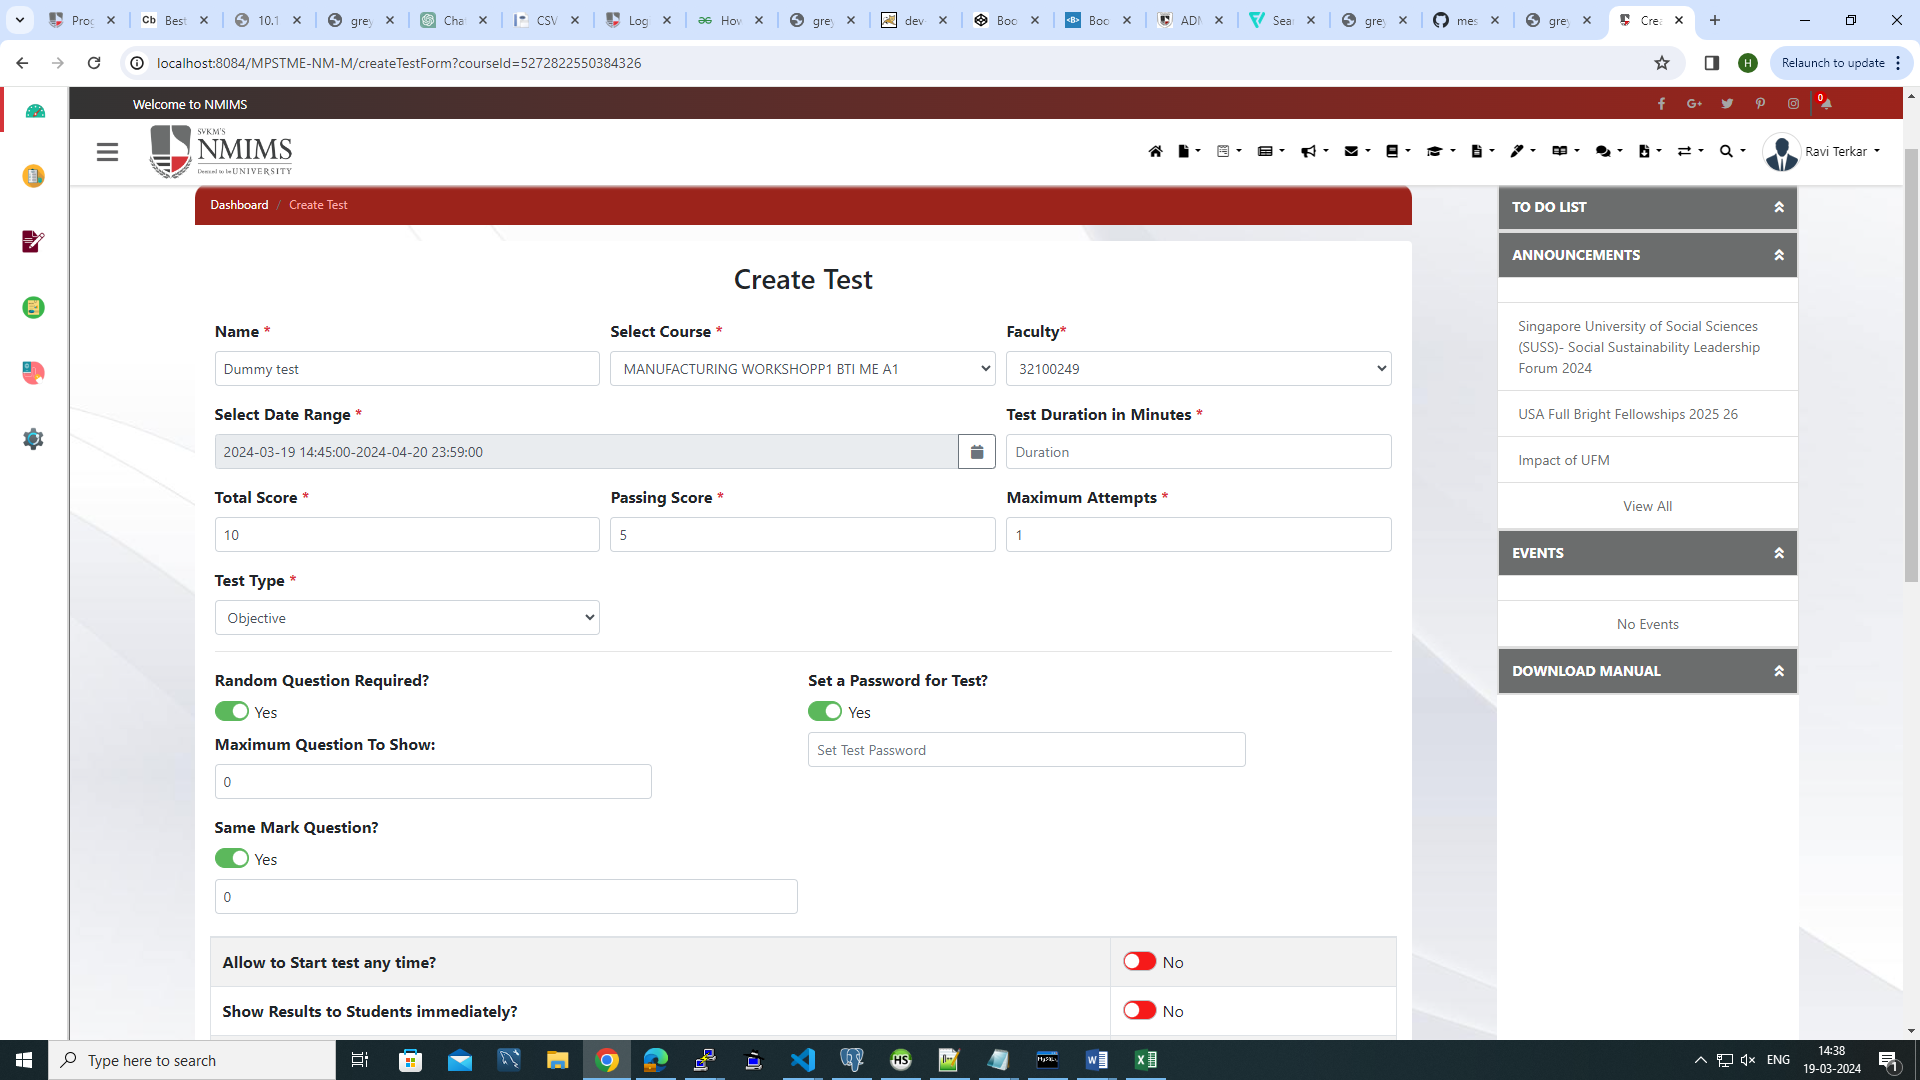 Prog
Best
10.1
grey
Cha
CSV
Log
How
grey
dev
Boo
Boo
ADM
Sear
grey
mes
grey
Crea
localhost:8084/MPSTME-NM-M/createTestForm?courseId=5272822550384326
H
Relaunch to update
Welcome to NMIMS
0
SVKM'S
NMIMS
Deemed to be UNIVERSITY
Ravi Terkar
Dashboard / Create Test
Create Test
Name *
Select Course *
Faculty*
Dummy test
MANUFACTURING WORKSHOPP1 BTI ME A1
32100249
Select Date Range *
Test Duration in Minutes *
2024-03-19 14:45:00-2024-04-20 23:59:00
Duration
Total Score *
Passing Score *
Maximum Attempts *
10
5
1
Test Type *
Objective
Random Question Required?
Set a Password for Test?
Yes
Yes
Maximum Question To Show:
Set Test Password
0
Same Mark Question?
Yes
0
Allow to Start test any time?
No
Show Results to Students immediately?
No
TO DO LIST
ANNOUNCEMENTS
Singapore University of Social Sciences
(SUSS)- Social Sustainability Leadership
Forum 2024
USA Full Bright Fellowships 2025 26
Impact of UFM
View All
EVENTS
No Events
DOWNLOAD MANUAL
Type here to search
HS
ENG
14:38
19-03-2024
1